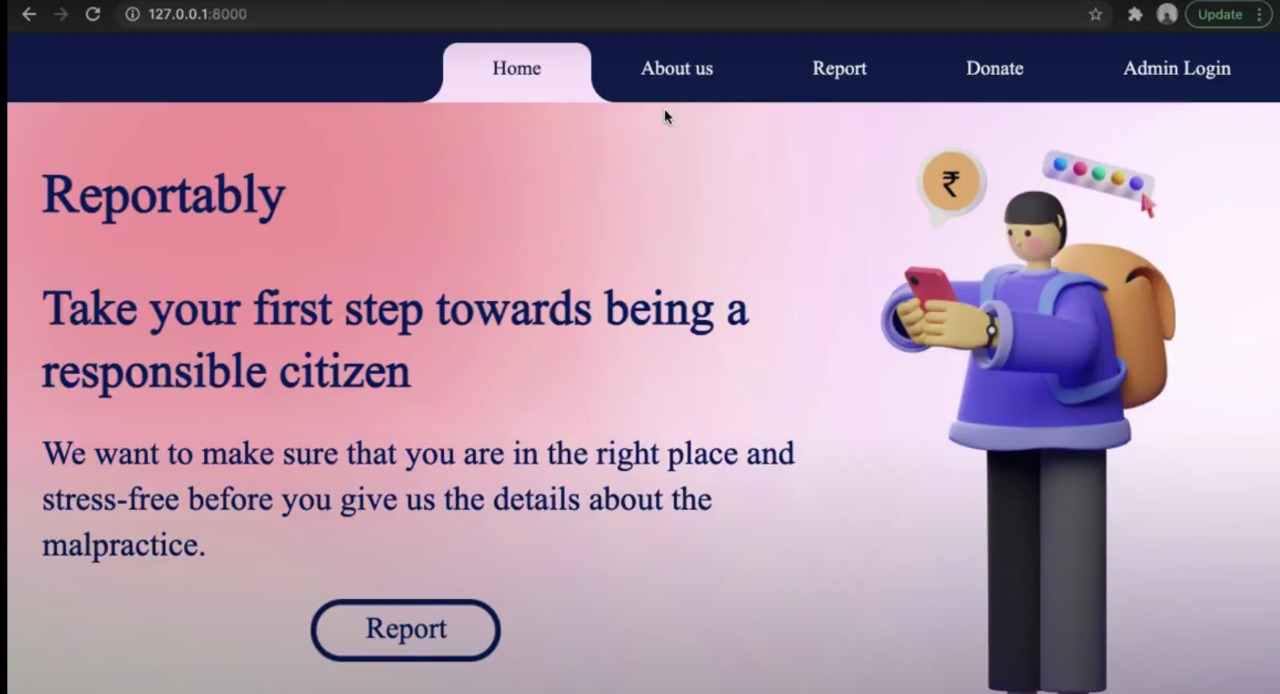 127.0.0.1:8000
Update
Home About us Report Donate Admin Login
₹
Reportably
Take your first step towards being a
responsible citizen
We want to make sure that you are in the right place and
stress-free before you give us the details about the
malpractice.
Report